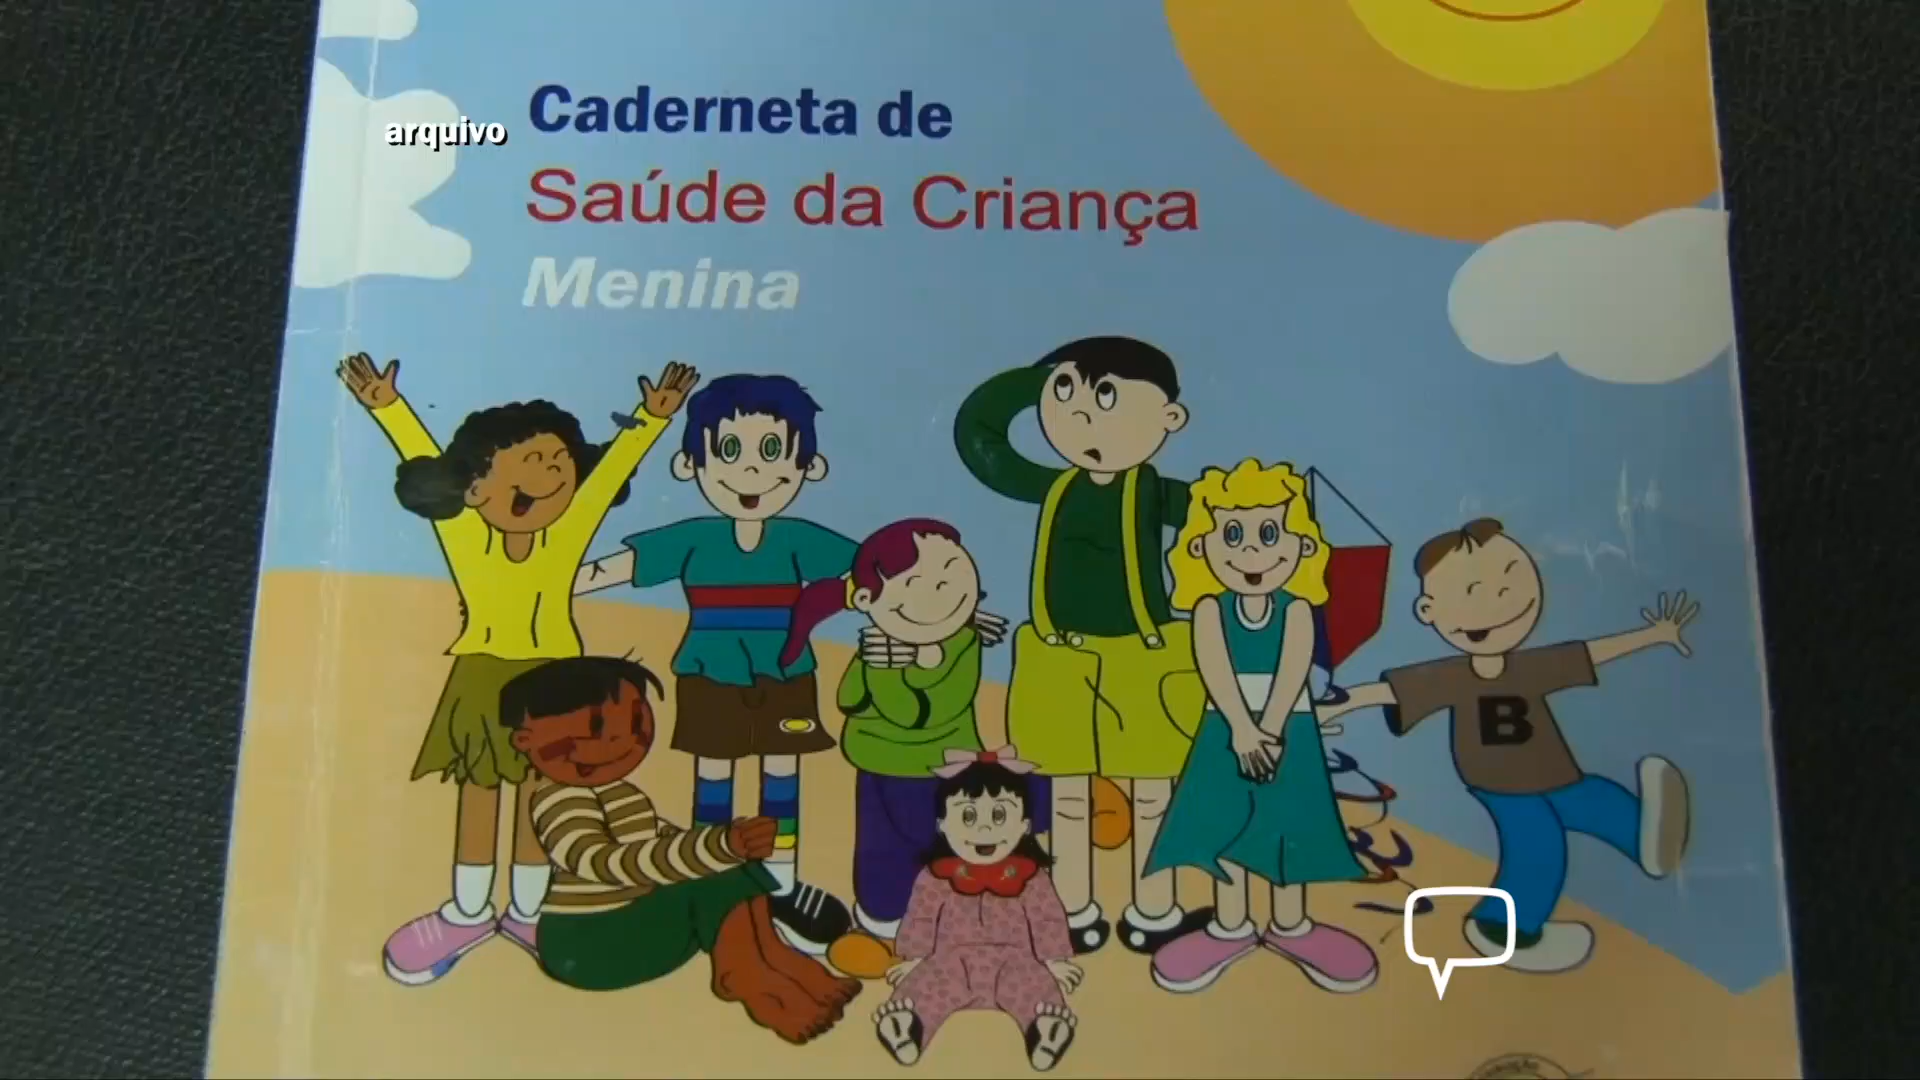 arquivo
Caderneta de
Saúde da Criança
Menina
B